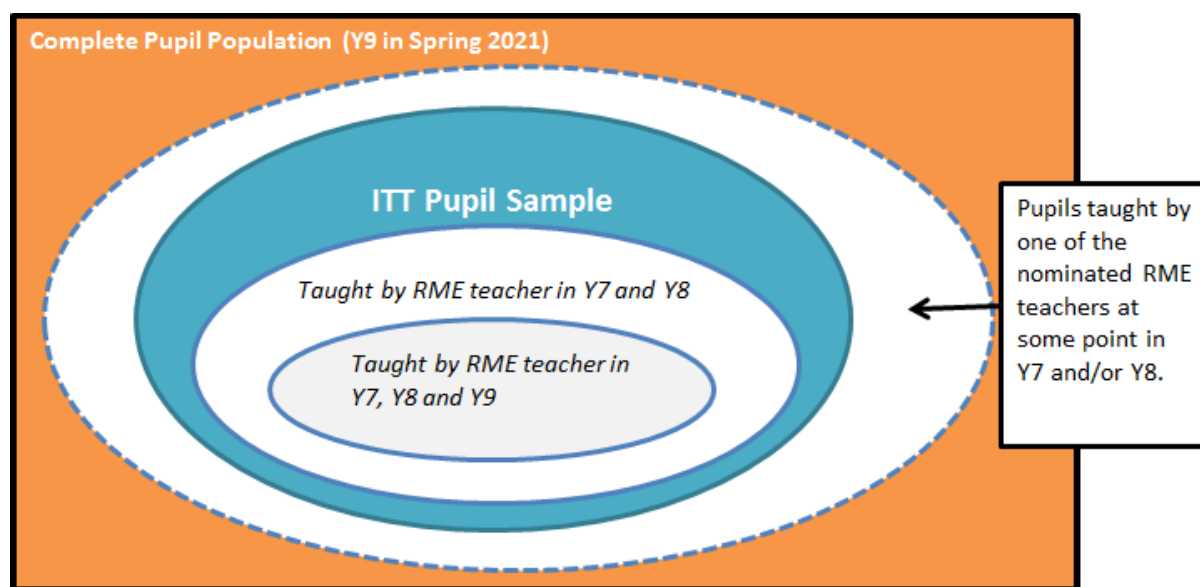 Complete Pupil Population (Y9 in Spring 2021)
ITT Pupil Sample
Taught by RME teacher in Y7 and Y8
Taught by RME teacher in
Y7, Y8 and Y9
Pupils taught by
one of the
nominated RME
teachers at
some point in
Y7 and/or Y8.